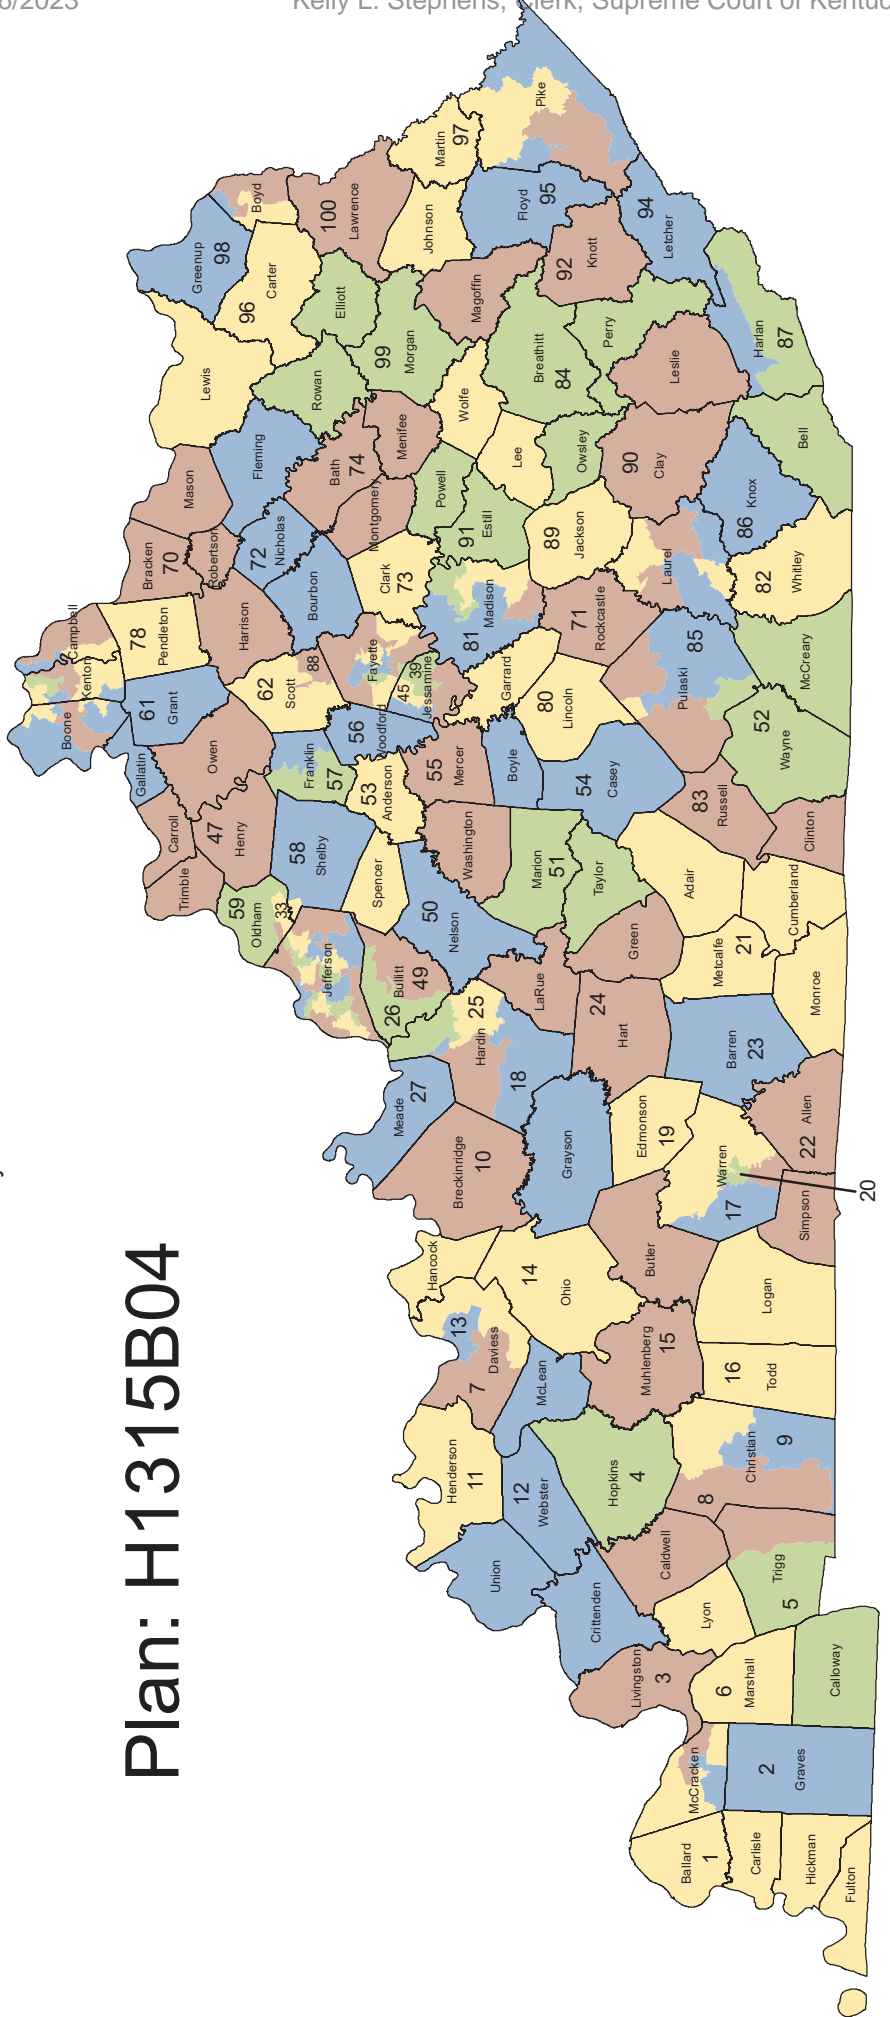 6/2023
Kelly L. Stephens, Clerk, Supreme Court of Kentuc
Plan: H1315B04
Pike
Martin
97
Boyd
100
Lawrence
Johnson
Floyd
95
94
Letcher
Greenup
98
96
Carter
Elliott
Magoffin
92
Knott
Lewis
Rowan
99
Morgan
Breathitt
84
Perry
Leslie
Harlan
87
Wolfe
Fleming
Bath
74
Menifee
Lee
Owsley
90
Clay
Bell
Mason
Montgomery
Powell
91
Estill
89
Jackson
86
Knox
Bracken
70
Robertson
72
Nicholas
Clark
73
Laurel
82
Whitley
Campbell
78
Pendleton
Harrison
Bourbon
81
Madison
71
Rockcastle
85
Pulaski
McCreary
Kenton
Boone
61
Grant
62
Scott
88
Fayette
45
39
Jessamine
Garrard
80
Lincoln
52
Wayne
Gallatin
Owen
Franklin
57
56
Woodford
53
Anderson
55
Mercer
Boyle
54
Casey
83
Russell
Clinton
Carroll
47
Henry
Trimble
58
Shelby
Spencer
Washington
Marion
51
Taylor
Adair
Cumberland
59
Oldham
33
Jefferson
50
Nelson
Green
Metcalfe
21
Monroe
26
Bullitt
49
25
Hardin
18
LaRue
24
Hart
Barren
23
Meade
27
Breckinridge
10
Grayson
Edmonson
19
Warren
17
20
22
Allen
Simpson
Hancock
14
Ohio
Butler
Logan
13
7
Daviess
McLean
Muhlenberg
15
16
Todd
Henderson
11
12
Webster
Hopkins
4
8
Christian
9
Union
Crittenden
Caldwell
Lyon
Trigg
5
Livingston
3
6
Marshall
Calloway
McCracken
2
Graves
Ballard
1
Carlisle
Hickman
Fulton